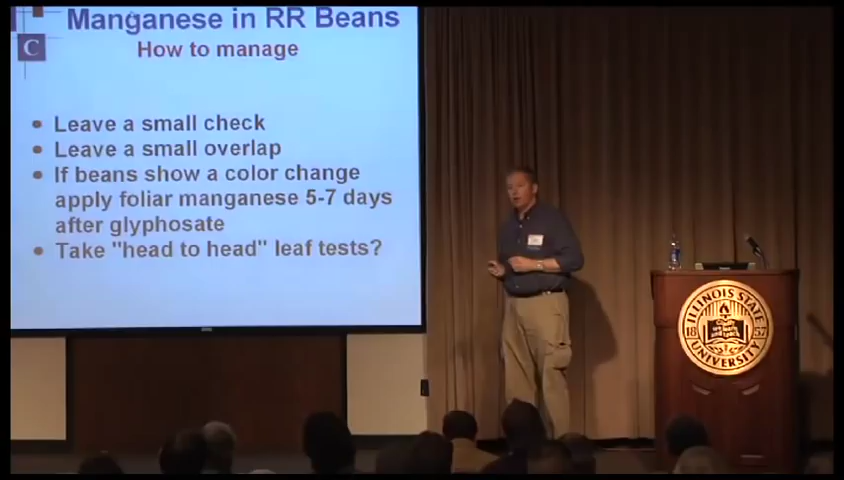 Manganese in RR Beans
C
How to manage
Leave a small check
Leave a small overlap
If beans show a color change
apply foliar manganese 5-7 days
after glyphosate
Take "head to head" leaf tests?
ILLINOIS STATE
18 57
UNIVERSITY